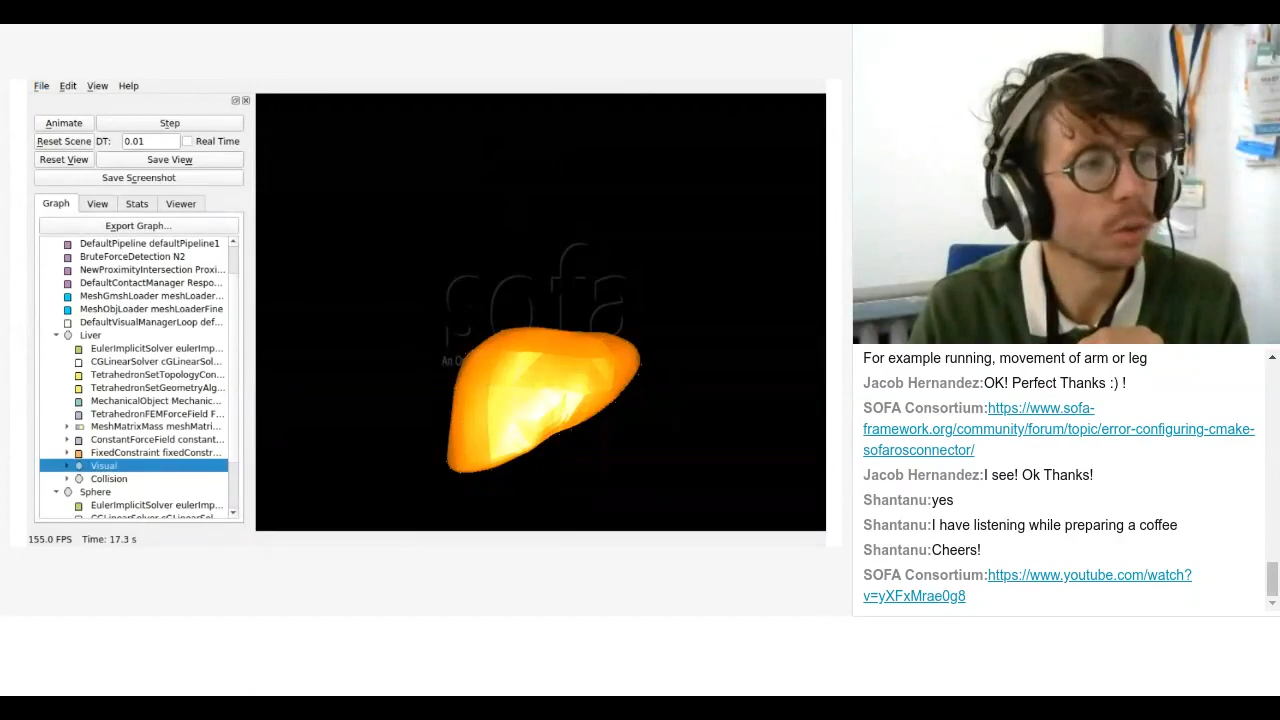 File Edit View Help
Animate Step
Reset Scene DT: 0.01 Real Time
Reset View Save View
Save Screenshot
Graph View Stats Viewer
Export Graph...
DefaultPipeline defaultPipeline1
BruteForceDetection N2
NewProximityIntersection Proxi...
DefaultContactManager Respo...
MeshGmshLoader meshLoader...
MeshObjLoader meshLoaderFine
DefaultVisualManagerLoop def...
Liver
EulerImplicitSolver eulerImp...
CGLinearSolver cGLinearSol...
TetrahedronSetTopologyCon...
TetrahedronSetGeometryAlg...
MechanicalObject Mechanic...
TetrahedronFEMForceField F...
MeshMatrixMass meshMatri...
ConstantForceField constant...
FixedConstraint fixedConstr...
Visual
Collision
Sphere
EulerImplicitSolver eulerImp...
CGLinearSolver cGLinearSol...
155.0 FPS Time: 17.3 s
sofa
An
For example running, movement of arm or leg
Jacob Hernandez:OK! Perfect Thanks :) !
SOFA Consortium:https://www.sofa-
framework.org/community/forum/topic/error-configuring-cmake-
sofarosconnector/
Jacob Hernandez:I see! Ok Thanks!
Shantanu:yes
Shantanu:I have listening while preparing a coffee
Shantanu:Cheers!
SOFA Consortium:https://www.youtube.com/watch?
v=yXFxMrae0g8